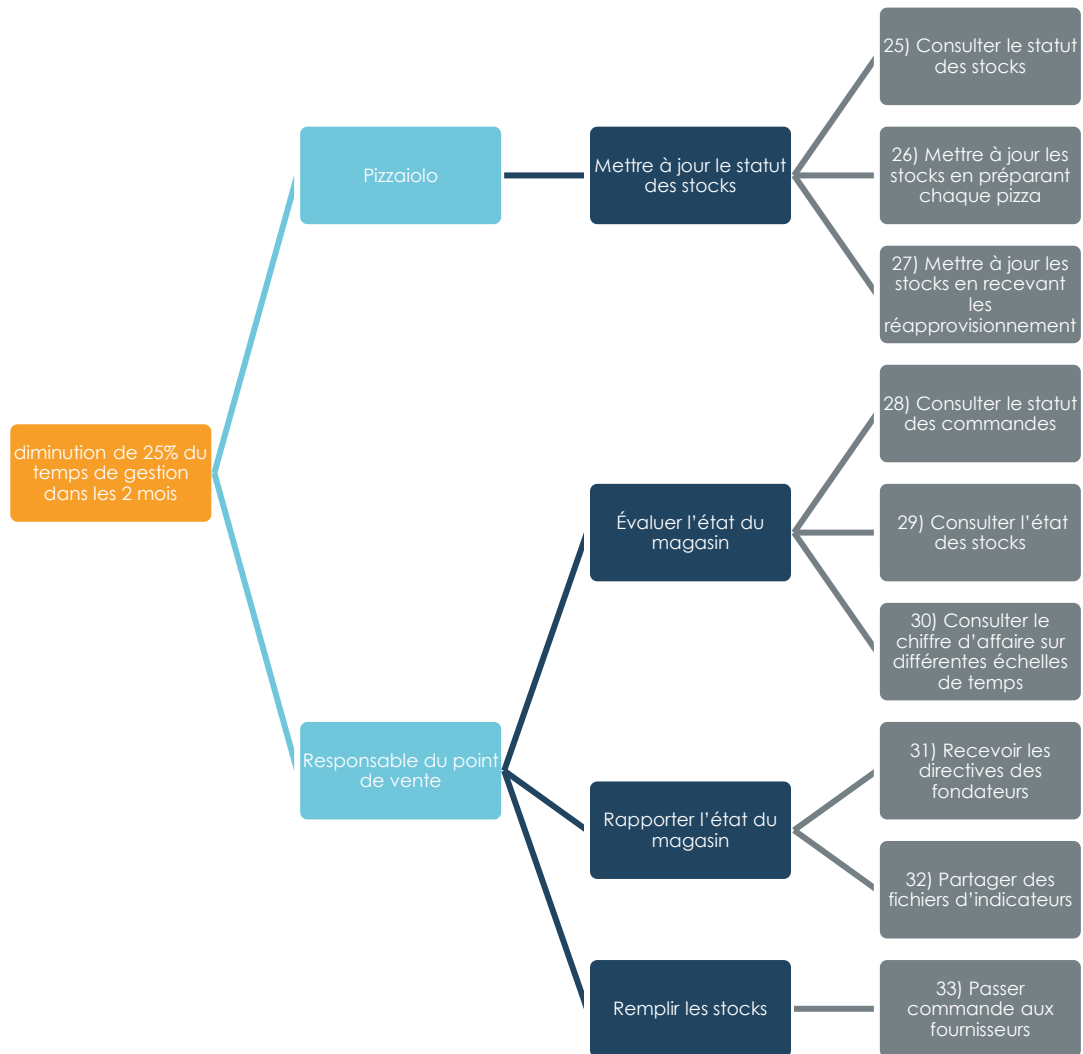 diminution de 25% du
temps de gestion
dans les 2 mois
Pizzaiolo
Mettre à jour le statut
des stocks
25) Consulter le statut
des stocks
26) Mettre à jour les
stocks en préparant
chaque pizza
27) Mettre à jour les
stocks en recevant
les
réapprovisionnement
Responsable du point
de vente
Évaluer l’état du
magasin
28) Consulter le statut
des commandes
29) Consulter l’état
des stocks
30) Consulter le
chiffre d’affaire sur
différentes échelles
de temps
Rapporter l’état du
magasin
31) Recevoir les
directives des
fondateurs
32) Partager des
fichiers d’indicateurs
Remplir les stocks
33) Passer
commande aux
fournisseurs